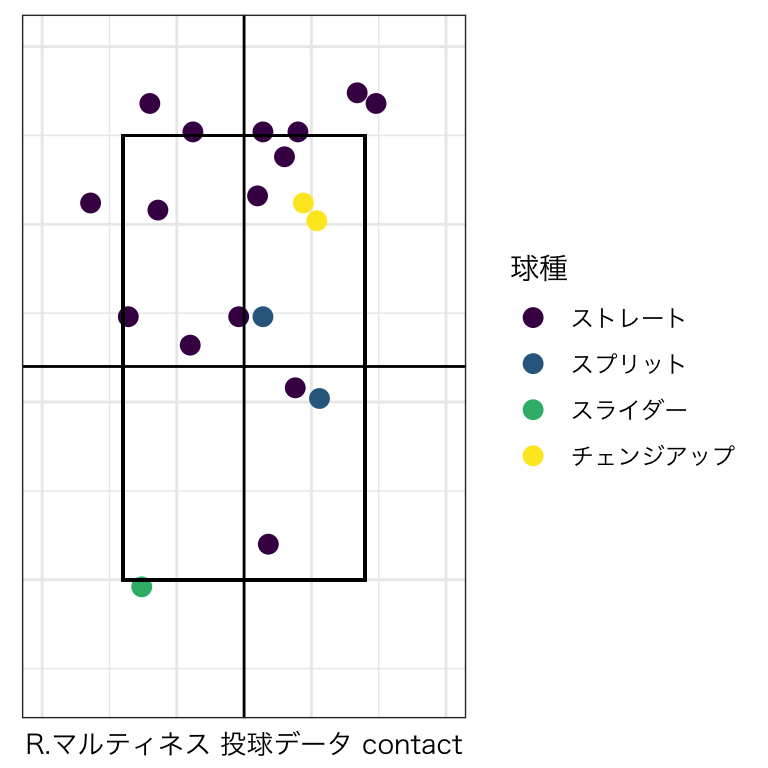 球種
ストレート
スプリット
スライダー
チェンジアップ
R.マルティネス 投球データ contact